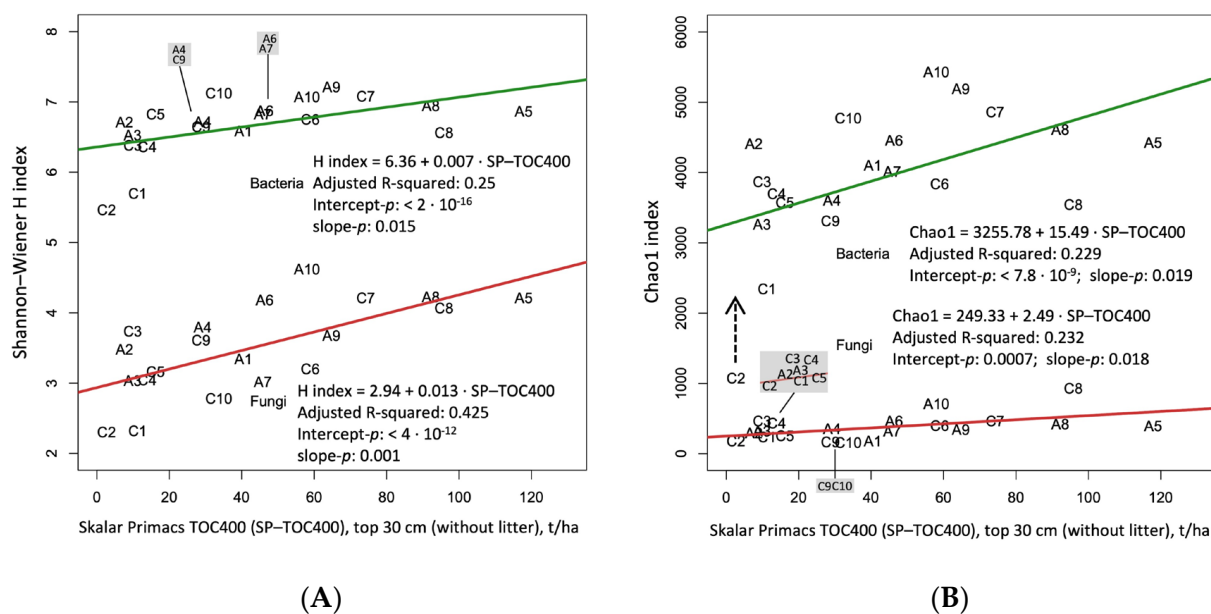 8
A4
C9
A6
A7
C10
A9
A10
C7
7
A2
C5
A4
C9
A6
A7
A8
A5
A3
C3
C4
A1
C6
C8
H index = 6.36 + 0.007 · SP–TOC400
Bacteria
Adjusted R-squared: 0.25
Intercept-p: < 2 · 10⁻¹⁶
slope-p: 0.015
6
C1
C2
5
A10
A6
C7
A8
A5
C8
4
C3
A4
C9
A2
A1
A9
C6
A3
C4
C5
A7
3
C10
Fungi
H index = 2.94 + 0.013 · SP–TOC400
Adjusted R-squared: 0.425
Intercept-p: < 4 · 10⁻¹²
slope-p: 0.001
C2
C1
2
Shannon–Wiener H index
0 20 40 60 80 100 120
Skalar Primacs TOC400 (SP–TOC400), top 30 cm (without litter), t/ha
(A)
6000
A10
A9
5000
C10
C7
A2
A6
A8
A5
4000
C3
A1
A7
C6
C4
C5
A4
C9
C8
A3
3000
Bacteria
Chao1 = 3255.78 + 15.49 · SP–TOC400
Adjusted R-squared: 0.229
Intercept-p: < 7.8 · 10⁻⁹; slope-p: 0.019
C1
2000
Chao1 = 249.33 + 2.49 · SP–TOC400
Fungi
Adjusted R-squared: 0.232
Intercept-p: 0.0007; slope-p: 0.018
C2
1000
C3 C4
A2 A3
C2 C1 C5
C8
A10
C3
C4
A6
C7
A4
C6
A9
A8
A5
C2
A3
C1
C5
C9
C10
A1
A7
0
C9C10
Chao1 index
0 20 40 60 80 100 120
Skalar Primacs TOC400 (SP–TOC400), top 30 cm (without litter), t/ha
(B)